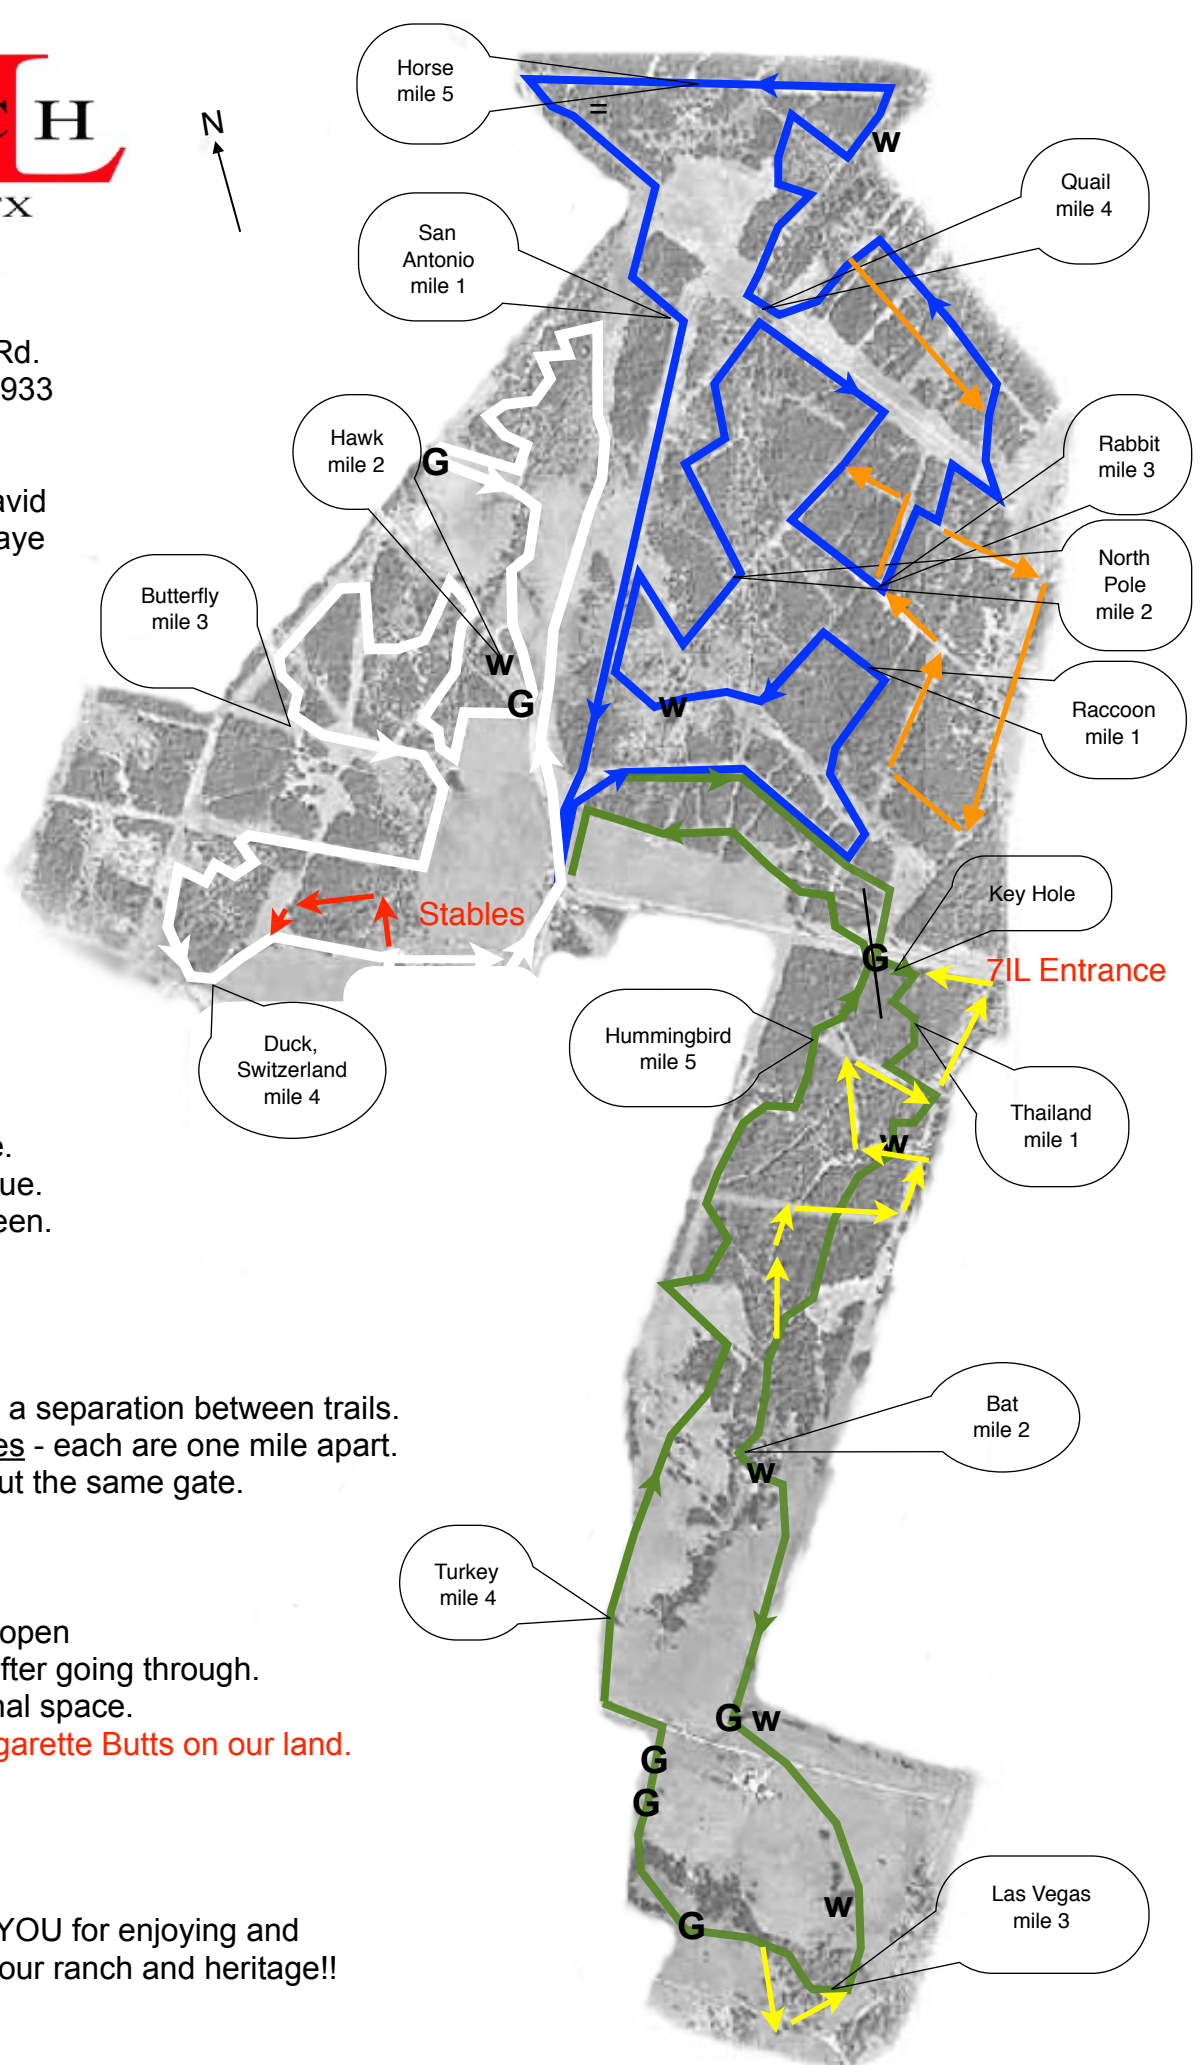 C H
TX
N
Horse
mile 5
=
w
Quail
mile 4
San
Antonio
mile 1
Rd.
933
Hawk
mile 2
G
Rabbit
mile 3
avid
aye
North
Pole
mile 2
Butterfly
mile 3
w
G
w
Raccoon
mile 1
Key Hole
Stables
G
7IL Entrance
Duck,
Switzerland
mile 4
Hummingbird
mile 5
Thailand
mile 1
w
e.
ue.
een.
a separation between trails.
es - each are one mile apart.
ut the same gate.
Bat
mile 2
w
Turkey
mile 4
open
fter going through.
nal space.
garette Butts on our land.
G w
G
G
Las Vegas
mile 3
w
G
YOU for enjoying and
our ranch and heritage!!